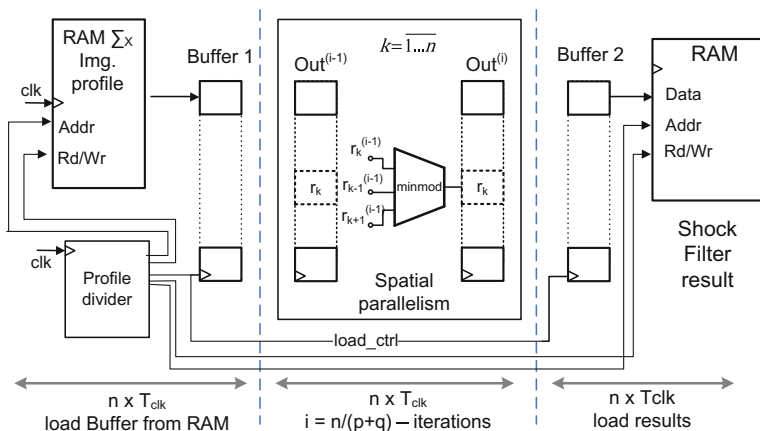 RAM ∑X
Img.
profile
clk
Addr
Rd/Wr
Buffer 1
clk
Profile
divider
k=1...n
Out(i-1)
Out(i)
rk
rk(i-1)
rk-1(i-1)
rk+1(i-1)
minmod
rk
Spatial
parallelism
load_ctrl
Buffer 2
RAM
Data
Addr
Rd/Wr
Shock
Filter
result
n x Tclk
load Buffer from RAM
n x Tclk
i = n/(p+q) – iterations
n x Tclk
load results